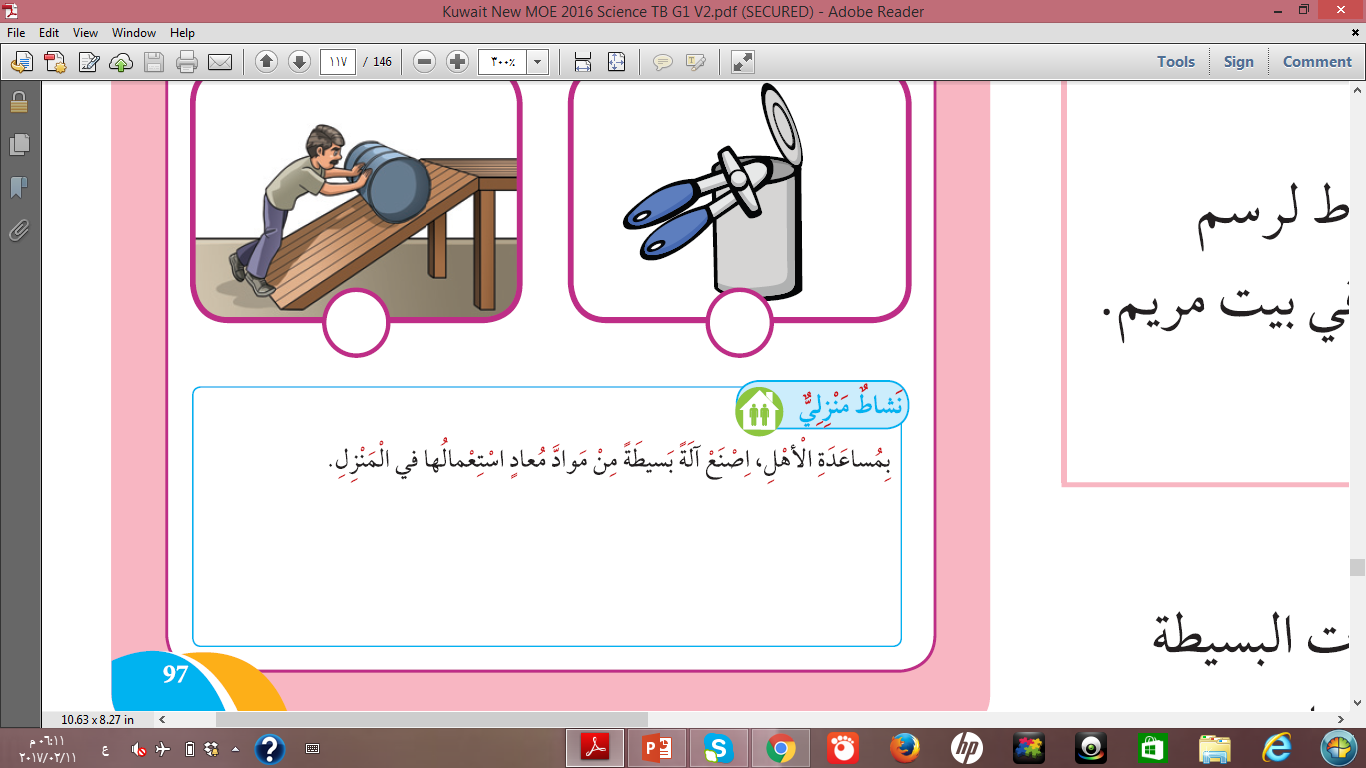 Kuwait New MOE 2016 Science TB G1 V2.pdf (SECURED) - Adobe Reader
File Edit View Window Help
١١٧ / 146 ٣٠٠٪ Tools Sign Comment
ط لرسم
في بيت مريم.
نَشاطٌ مَنْزِلِيٌّ
بِمُساعَدَةِ الْأَهْلِ، اِصْنَعْ آلَةً بَسيطَةً مِنْ مَوادَّ مُعادٍ اسْتِعْمالُها في الْمَنْزِلِ.
ت البسيطة
97
10.63 x 8.27 in
٠٦:١١ م
ع
٢٠١٧/٠٢/١١